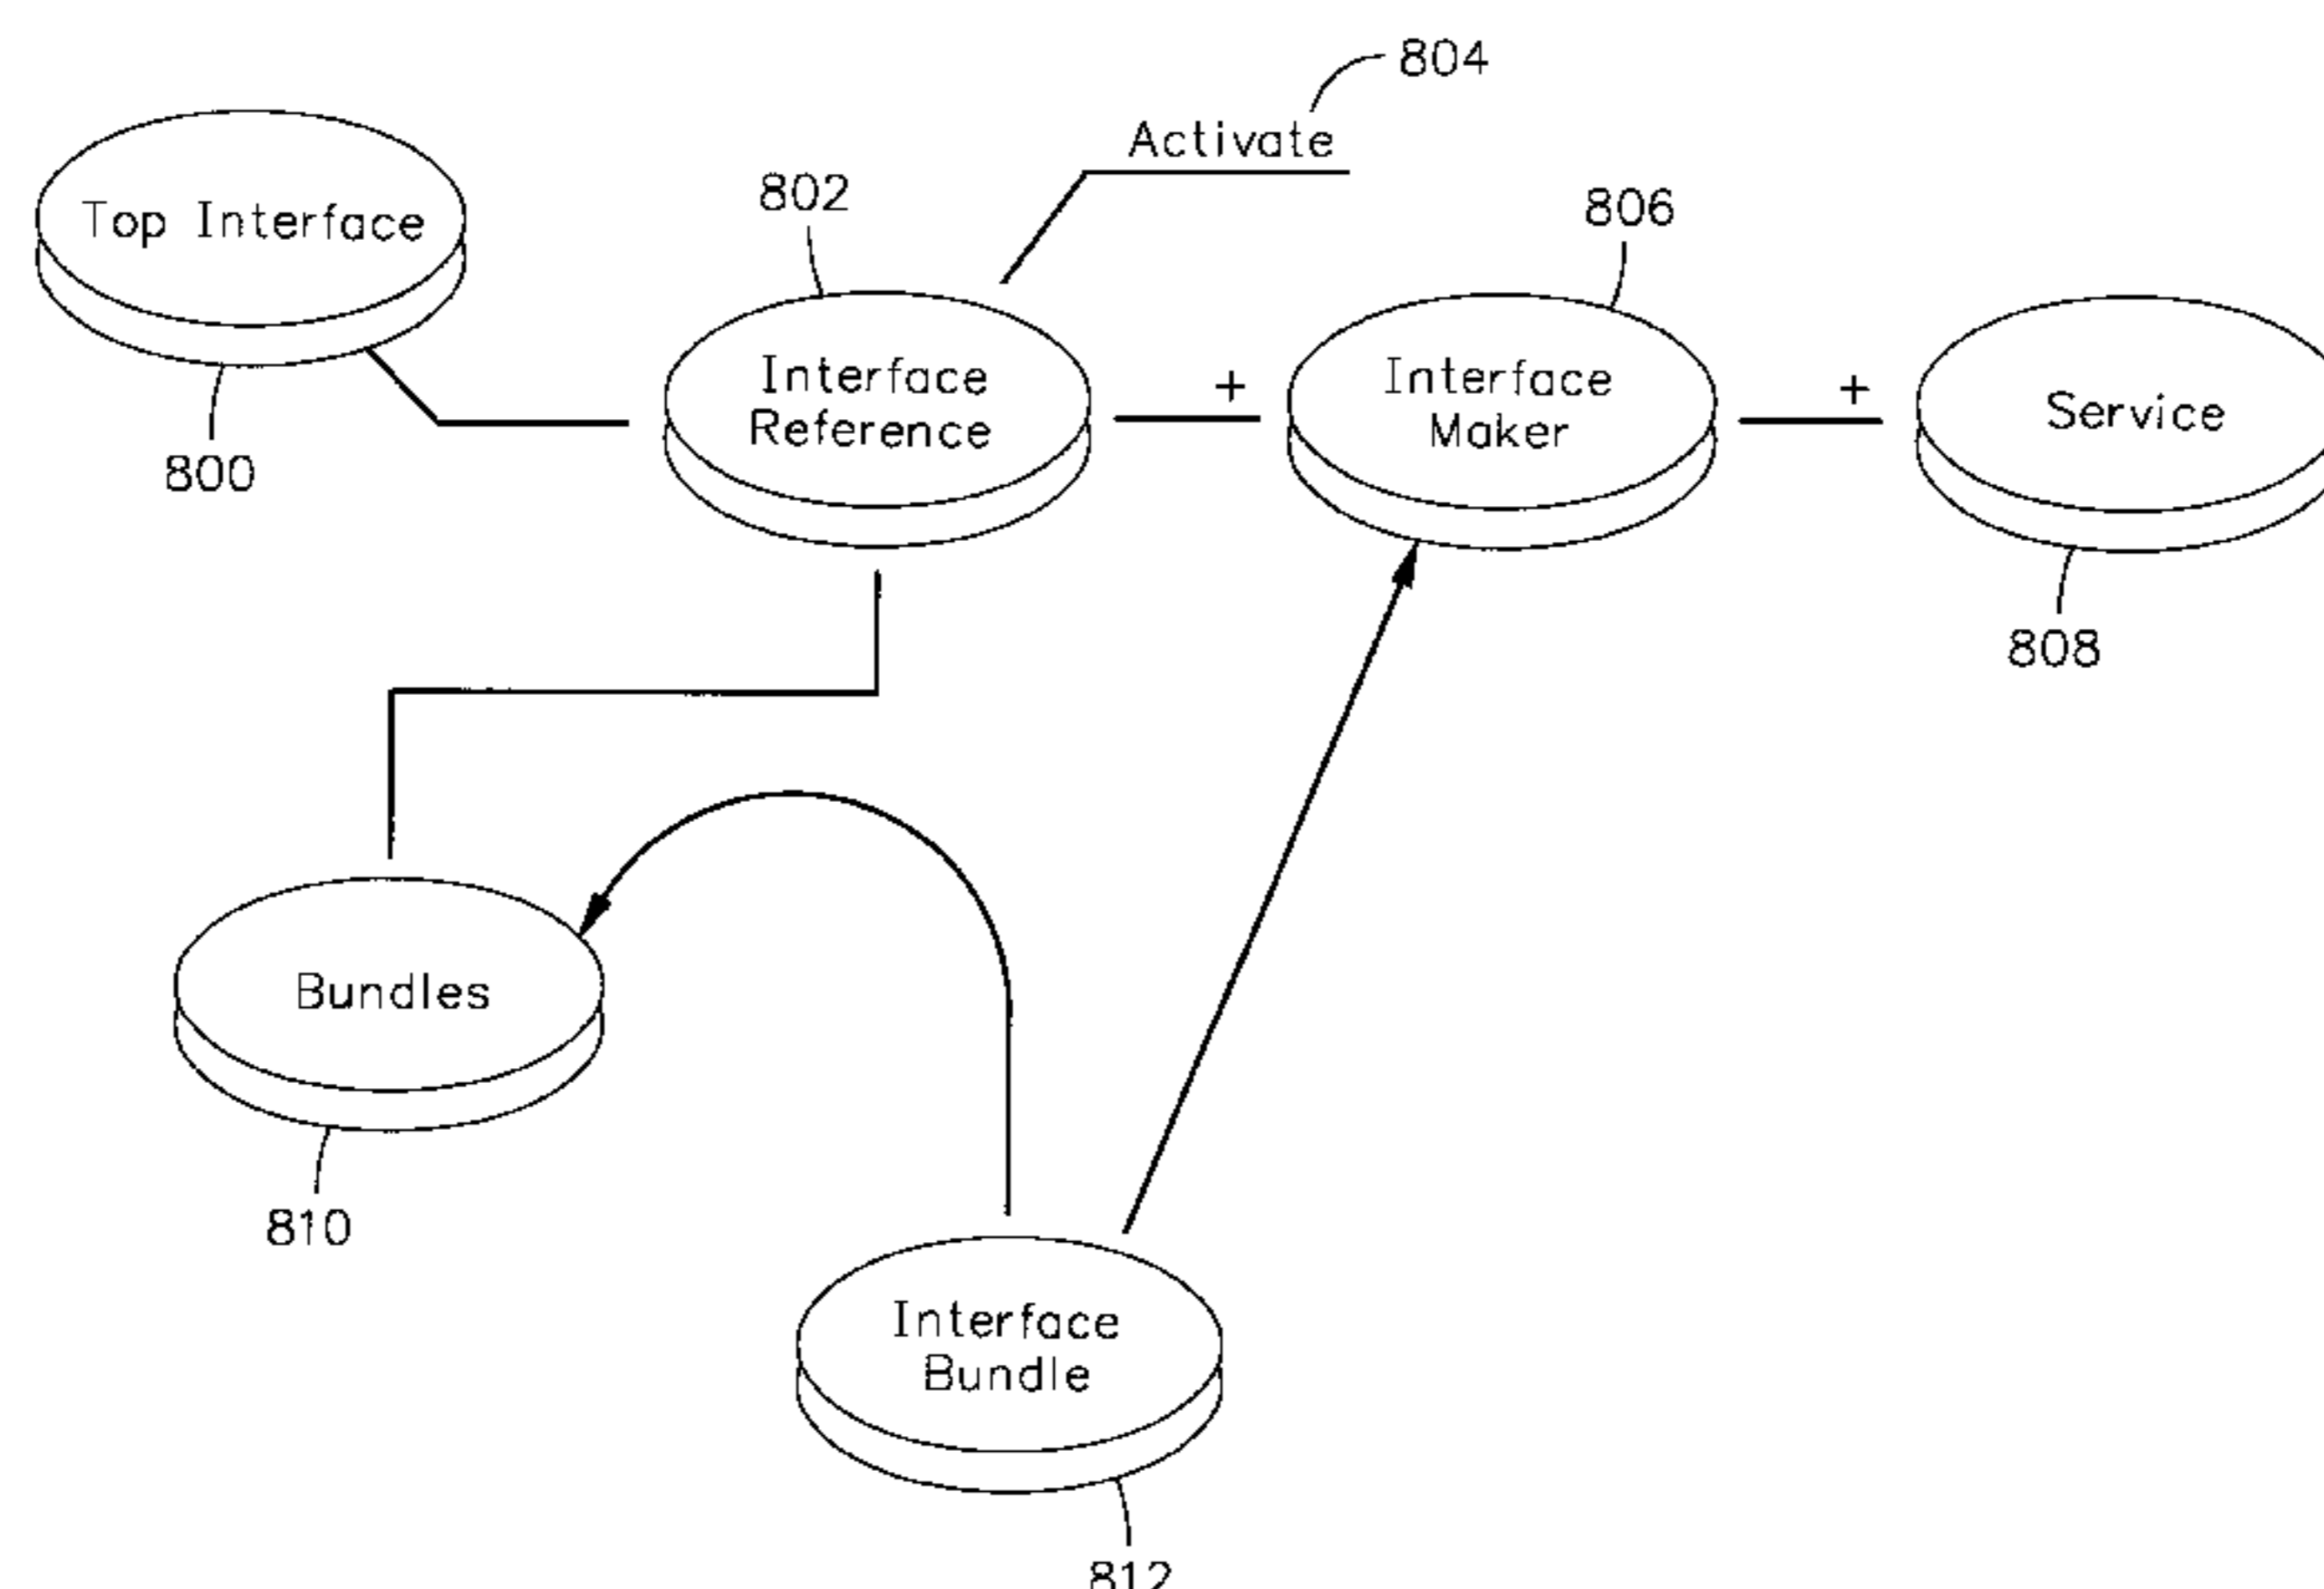 804
Activate
802
806
Top Interface
Interface
Reference
+
Interface
Maker
+
Service
800
808
Bundles
810
Interface
Bundle
812